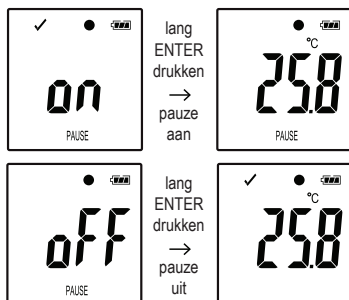 on
PAUSE
lang
ENTER
drukken
→
pauze
aan
°C
25.8
PAUSE
oFF
PAUSE
lang
ENTER
drukken
→
pauze
uit
°C
25.8